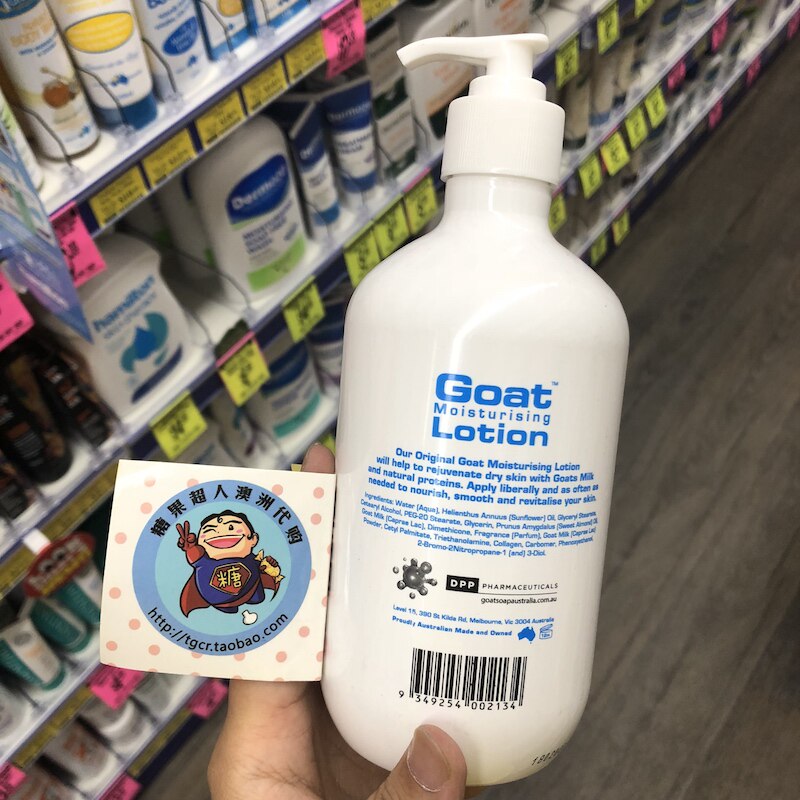 Goat™
Moisturising
Lotion
Our Original Goat Moisturising Lotion
will help to rejuvenate dry skin with Goats Milk
and natural proteins. Apply liberally and as often as
needed to nourish, smooth and revitalise your skin.
Ingredients: Water (Aqua), Helianthus Annuus (Sunflower) Oil, Glyceryl Stearate,
Cetearyl Alcohol, PEG-20 Stearate, Glycerin, Prunus Amygdalus (Sweet Almond) Oil,
Goat Milk (Caprae Lac), Dimethicone, Fragrance (Parfum), Goat Milk (Caprae Lac)
Powder, Cetyl Palmitate, Triethanolamine, Collagen, Carbomer, Phenoxyethanol,
2-Bromo-2Nitropropane-1 (and) 3-Diol.
DPP PHARMACEUTICALS
goatsoapaustralia.com.au
Level 15, 390 St Kilda Rd, Melbourne, Vic 3004 Australia
Proudly Australian Made and Owned
9 349254 002134
糖果超人澳洲代购
糖
http://tgcr.taobao.com
hamilton